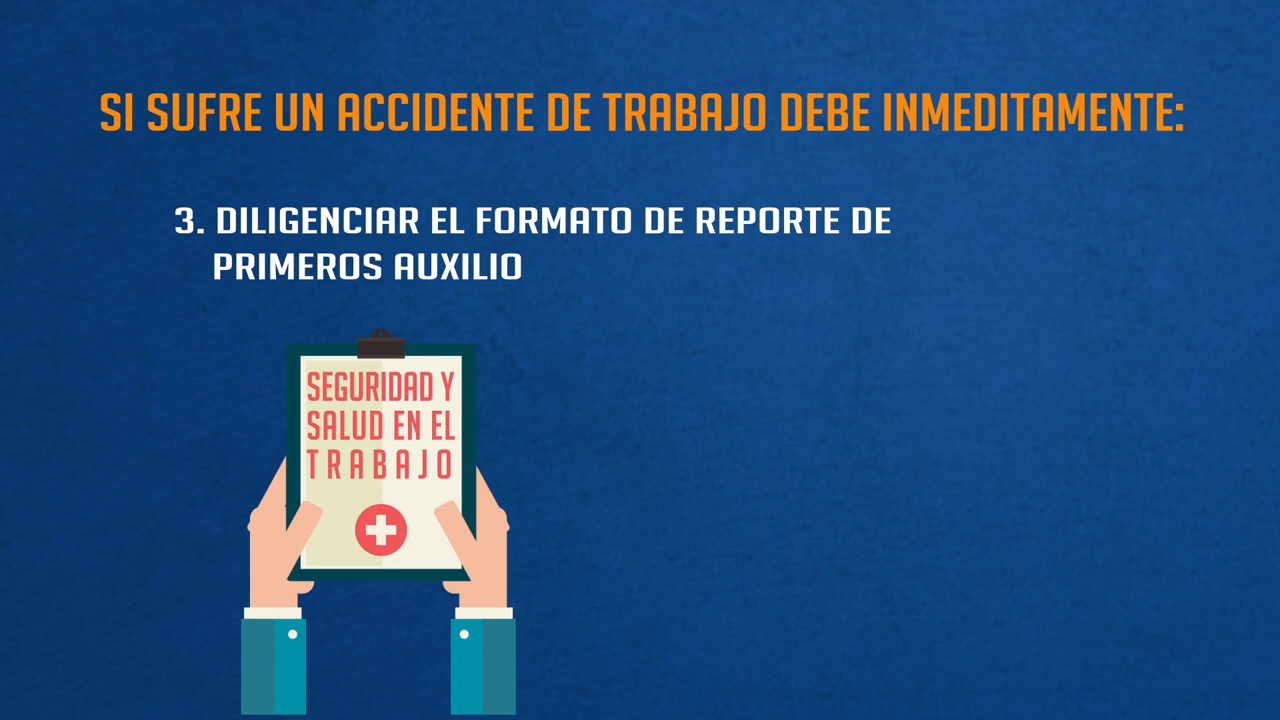 SI SUFRE UN ACCIDENTE DE TRABAJO DEBE INMEDITAMENTE:
3. DILIGENCIAR EL FORMATO DE REPORTE DE
PRIMEROS AUXILIO
SEGURIDAD Y
SALUD EN EL
TRABAJO